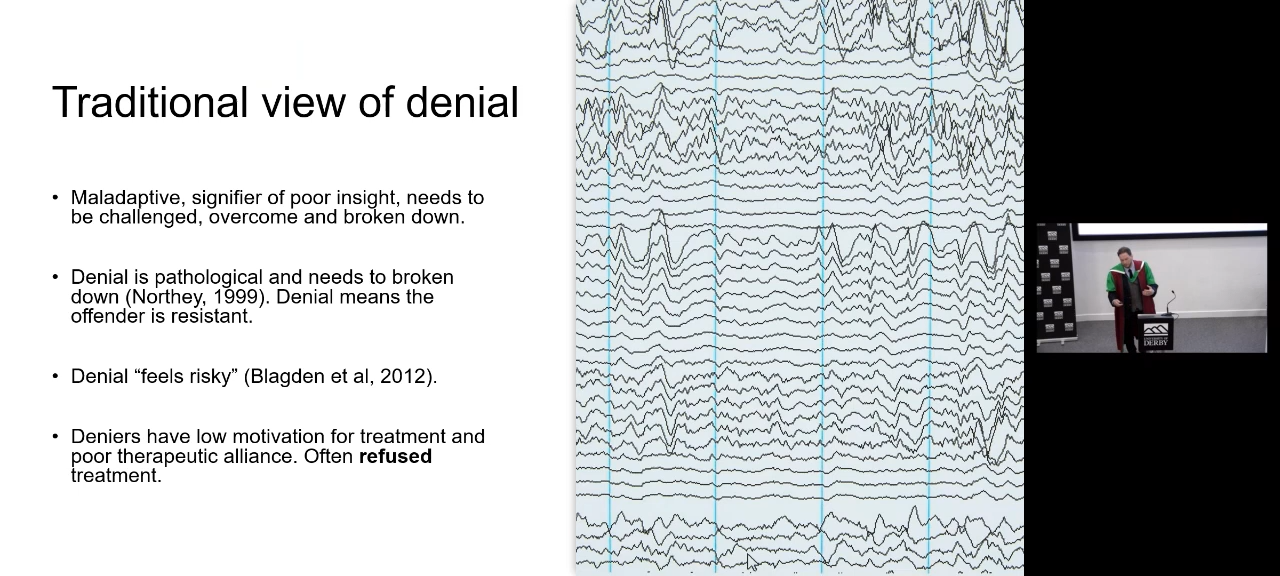 Traditional view of denial
• Maladaptive, signifier of poor insight, needs to
be challenged, overcome and broken down.
• Denial is pathological and needs to broken
down (Northey, 1999). Denial means the
offender is resistant.
• Denial “feels risky” (Blagden et al, 2012).
• Deniers have low motivation for treatment and
poor therapeutic alliance. Often refused
treatment.
DERBY